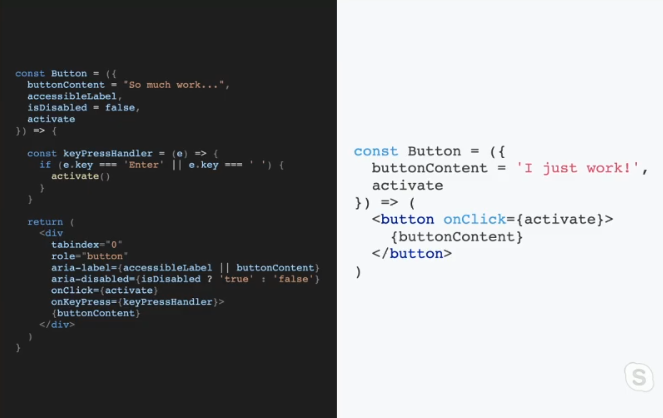 const Button = ({
  buttonContent = "So much work...",
  accessibleLabel,
  isDisabled = false,
  activate
}) => {
  const keyPressHandler = (e) => {
    if (e.key === 'Enter' || e.key === ' ') {
      activate()
    }
  }
  return (
    <div
      tabindex="0"
      role="button"
      aria-label={accessibleLabel || buttonContent}
      aria-disabled={isDisabled ? 'true' : 'false'}
      onClick={activate}
      onKeyPress={keyPressHandler}>
      {buttonContent}
    </div>
  )
}
const Button = ({
  buttonContent = 'I just work!',
  activate
}) => (
  <button onClick={activate}>
    {buttonContent}
  </button>
)
S